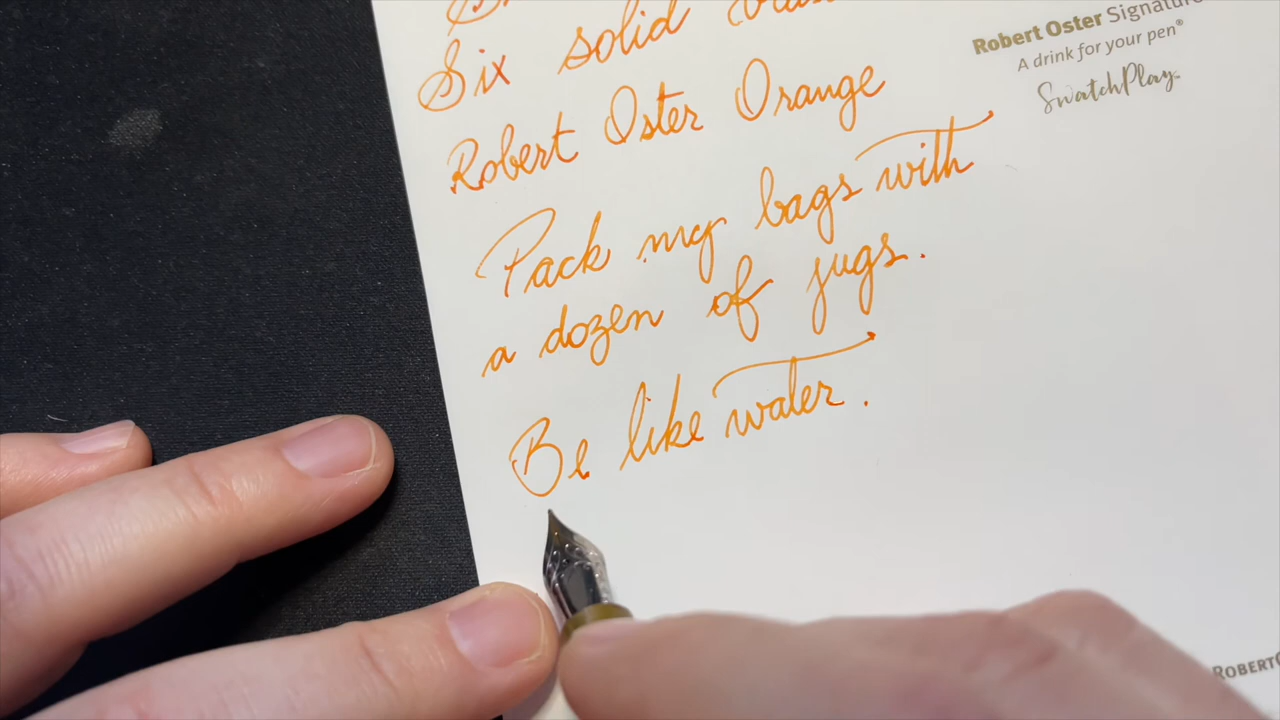 Six solid
Robert Oster Orange
Pack my bags with
a dozen of jugs.
Be like water.
Robert Oster Signature
A drink for your pen®
SwatchPlay